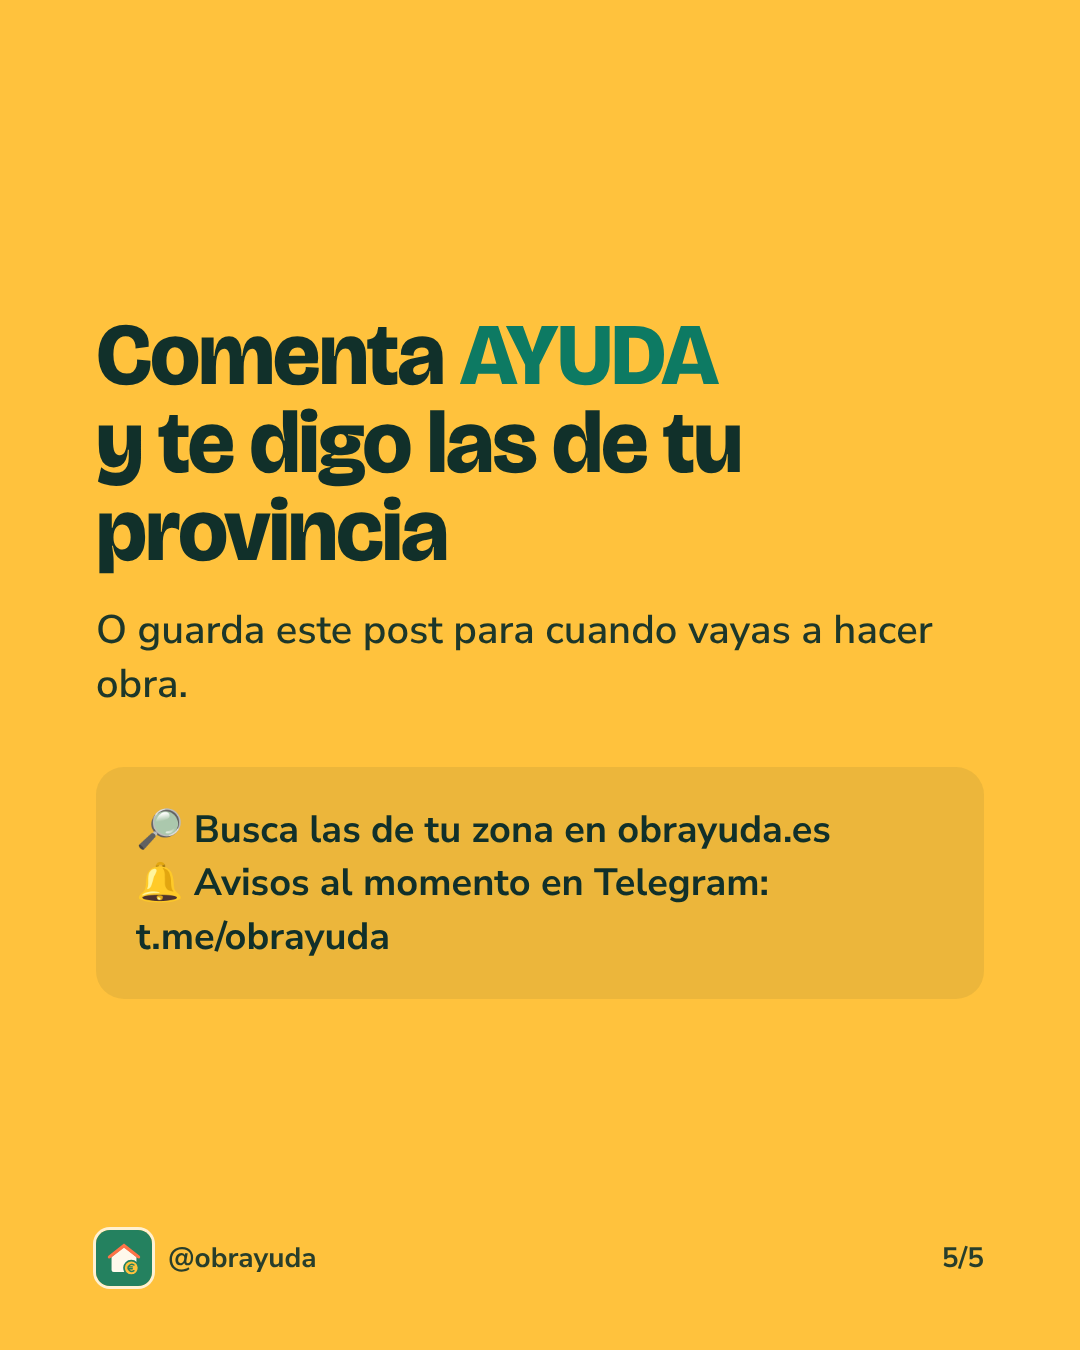 Comenta AYUDA
y te digo las de tu
provincia
O guarda este post para cuando vayas a hacer
obra.
🔎 Busca las de tu zona en obrayuda.es
🔔 Avisos al momento en Telegram:
t.me/obrayuda
@obrayuda
5/5